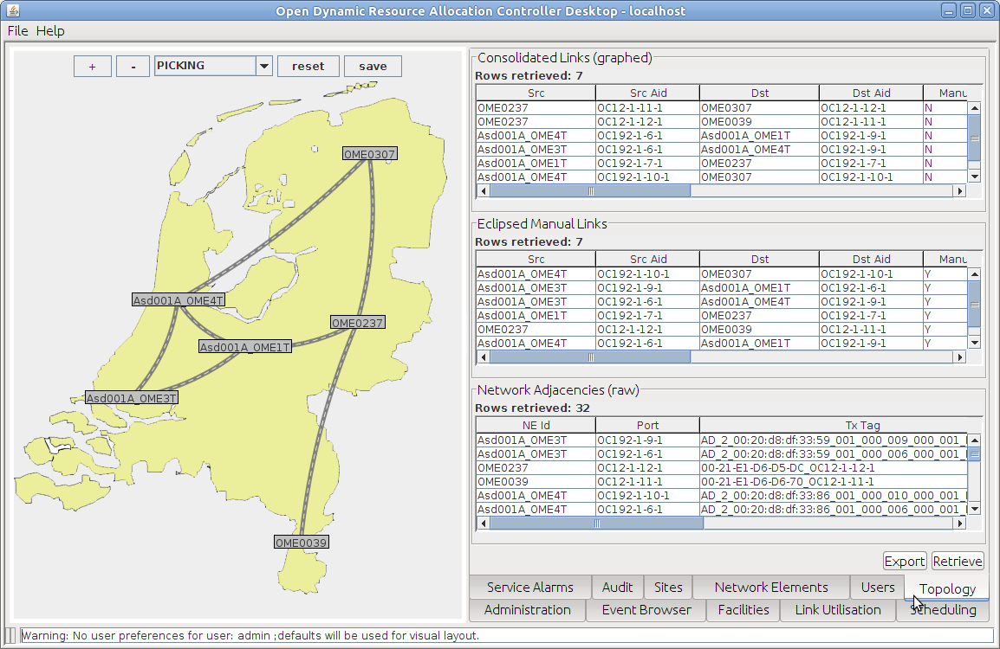 Open Dynamic Resource Allocation Controller Desktop - localhost
File Help
+ - PICKING reset save
OME0307
Asd001A_OME4T
OME0237
Asd001A_OME1T
Asd001A_OME3T
OME0039
Consolidated Links (graphed)
Rows retrieved: 7
Src Src Aid Dst Dst Aid Manu
OME0237 OC12-1-11-1 OME0307 OC12-1-12-1 N
OME0237 OC12-1-12-1 OME0039 OC12-1-11-1 N
Asd001A_OME4T OC192-1-6-1 Asd001A_OME1T OC192-1-9-1 N
Asd001A_OME3T OC192-1-6-1 Asd001A_OME4T OC192-1-9-1 N
Asd001A_OME1T OC192-1-7-1 OME0237 OC192-1-7-1 N
Asd001A_OME4T OC192-1-10-1 OME0307 OC192-1-10-1 N
Eclipsed Manual Links
Rows retrieved: 7
Src Src Aid Dst Dst Aid Manu
Asd001A_OME4T OC192-1-10-1 OME0307 OC192-1-10-1 Y
Asd001A_OME3T OC192-1-9-1 Asd001A_OME1T OC192-1-6-1 Y
Asd001A_OME3T OC192-1-6-1 Asd001A_OME4T OC192-1-9-1 Y
Asd001A_OME1T OC192-1-7-1 OME0237 OC192-1-7-1 Y
OME0237 OC12-1-12-1 OME0039 OC12-1-11-1 Y
Asd001A_OME4T OC192-1-6-1 Asd001A_OME1T OC192-1-9-1 Y
Network Adjacencies (raw)
Rows retrieved: 32
NE Id Port Tx Tag
Asd001A_OME3T OC192-1-9-1 AD_2_00:20:d8:df:33:59_001_000_009_000_001_
Asd001A_OME3T OC192-1-6-1 AD_2_00:20:d8:df:33:59_001_000_006_000_001_
OME0237 OC12-1-12-1 00-21-E1-D6-D5-DC_OC12-1-12-1
OME0039 OC12-1-11-1 00-21-E1-D6-D6-70_OC12-1-11-1
Asd001A_OME4T OC192-1-10-1 AD_2_00:20:d8:df:33:86_001_000_010_000_001_
Asd001A_OME4T OC192-1-6-1 AD_2_00:20:d8:df:33:86_001_000_006_000_001_
Export Retrieve
Service Alarms Audit Sites Network Elements Users Topology
Administration Event Browser Facilities Link Utilisation Scheduling
Warning: No user preferences for user: admin ;defaults will be used for visual layout.